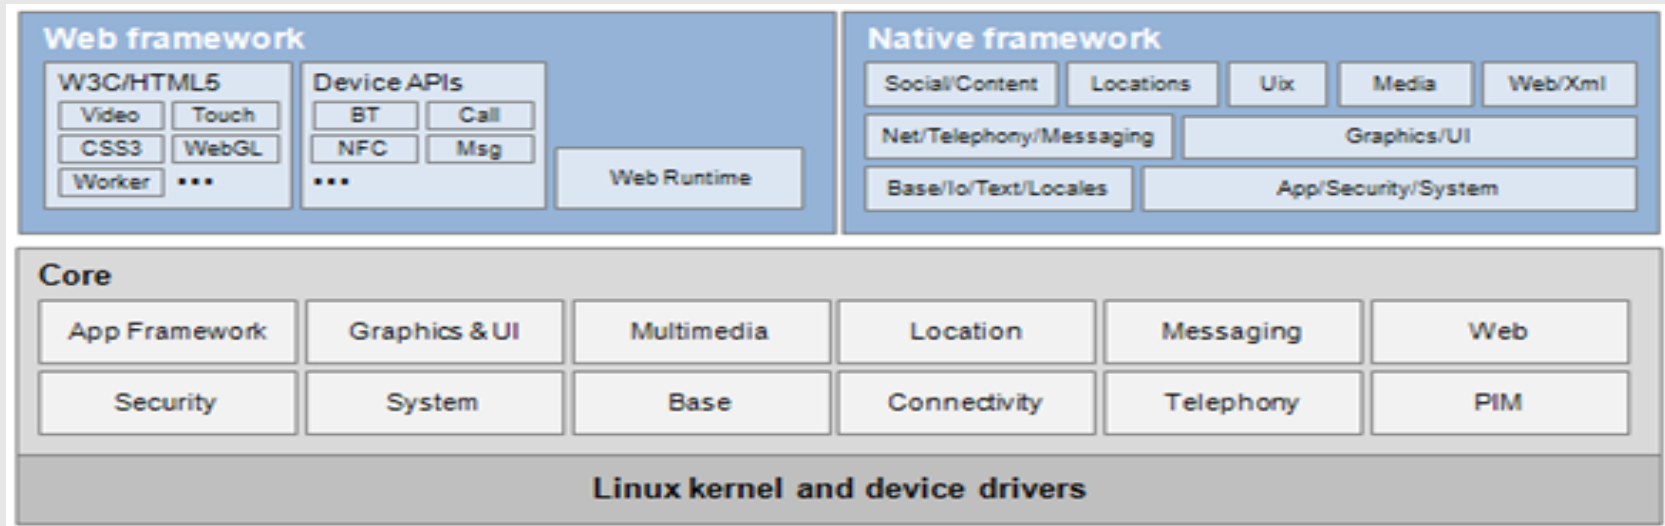 Web framework
W3C/HTML5
Video Touch
CSS3 WebGL
Worker ...
Device APIs
BT Call
NFC Msg
...
Web Runtime
Native framework
Social/Content Locations Uix Media Web/Xml
Net/Telephony/Messaging Graphics/UI
Base/Io/Text/Locales App/Security/System
Core
App Framework Graphics & UI Multimedia Location Messaging Web
Security System Base Connectivity Telephony PIM
Linux kernel and device drivers